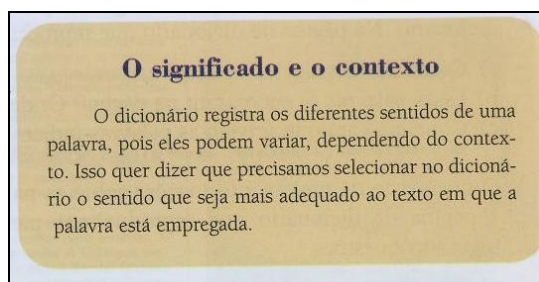 O significado e o contexto
O dicionário registra os diferentes sentidos de uma
palavra, pois eles podem variar, dependendo do contex-
to. Isso quer dizer que precisamos selecionar no dicioná-
rio o sentido que seja mais adequado ao texto em que a
palavra está empregada.